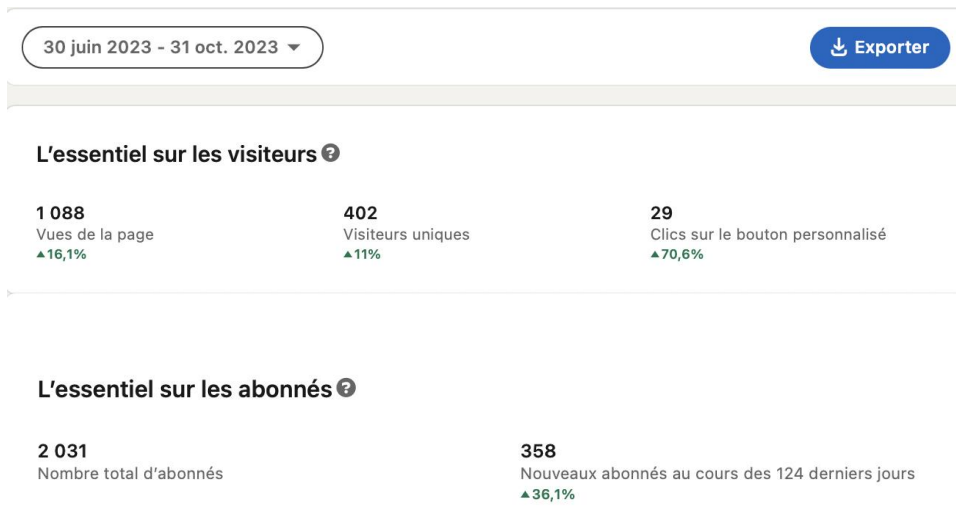 30 juin 2023 - 31 oct. 2023
Exporter
L’essentiel sur les visiteurs
1 088
Vues de la page
16,1%
402
Visiteurs uniques
11%
29
Clics sur le bouton personnalisé
70,6%
L’essentiel sur les abonnés
2 031
Nombre total d’abonnés
358
Nouveaux abonnés au cours des 124 derniers jours
36,1%